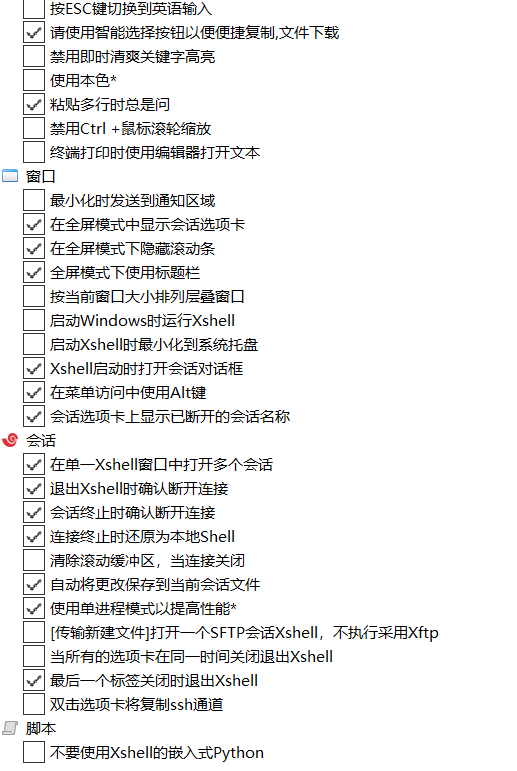 按ESC键切换到英语输入
请使用智能选择按钮以便便捷复制,文件下载
禁用即时清爽关键字高亮
使用本色*
粘贴多行时总是问
禁用Ctrl +鼠标滚轮缩放
终端打印时使用编辑器打开文本
窗口
最小化时发送到通知区域
在全屏模式中显示会话选项卡
在全屏模式下隐藏滚动条
全屏模式下使用标题栏
按当前窗口大小排列层叠窗口
启动Windows时运行Xshell
启动Xshell时最小化到系统托盘
Xshell启动时打开会话对话框
在菜单访问中使用Alt键
会话选项卡上显示已断开的会话名称
会话
在单一Xshell窗口中打开多个会话
退出Xshell时确认断开连接
会话终止时确认断开连接
连接终止时还原为本地Shell
清除滚动缓冲区，当连接关闭
自动将更改保存到当前会话文件
使用单进程模式以提高性能*
[传输新建文件]打开一个SFTP会话Xshell，不执行采用Xftp
当所有的选项卡在同一时间关闭退出Xshell
最后一个标签关闭时退出Xshell
双击选项卡将复制ssh通道
脚本
不要使用Xshell的嵌入式Python